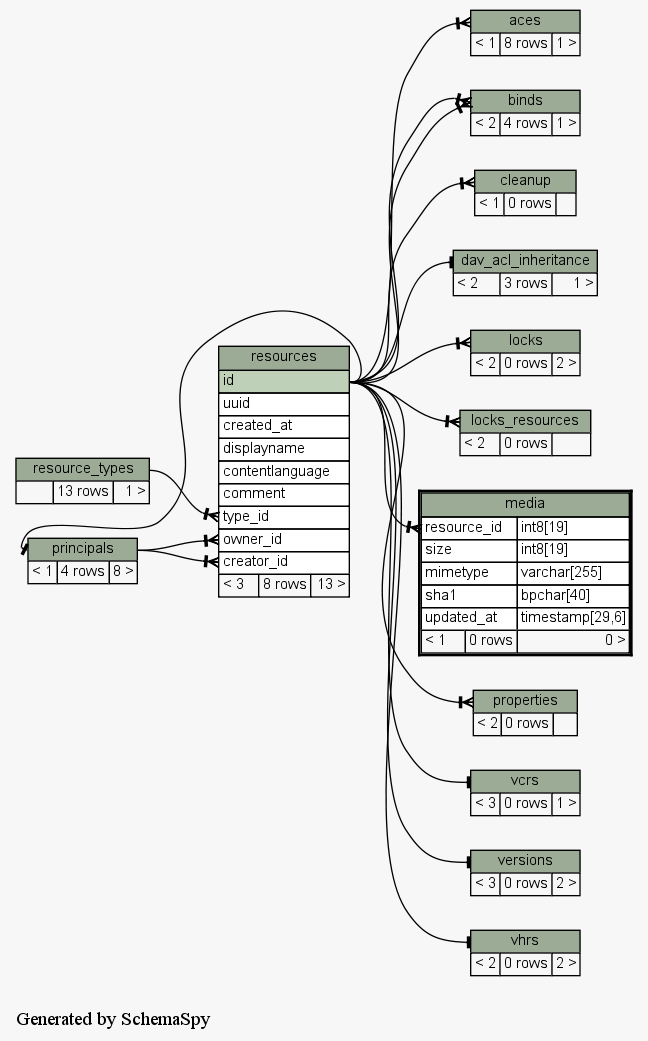 aces
< 1 8 rows 1 >
binds
< 2 4 rows 1 >
cleanup
< 1 0 rows
dav_acl_inheritance
< 2 3 rows 1 >
locks
< 2 0 rows 2 >
locks_resources
< 2 0 rows
resources
id
uuid
created_at
displayname
contentlanguage
comment
type_id
owner_id
creator_id
< 3 8 rows 13 >
resource_types
13 rows 1 >
principals
< 1 4 rows 8 >
media
resource_id int8[19]
size int8[19]
mimetype varchar[255]
sha1 bpchar[40]
updated_at timestamp[29,6]
< 1 0 rows 0 >
properties
< 2 0 rows
vcrs
< 3 0 rows 1 >
versions
< 3 0 rows 2 >
vhrs
< 2 0 rows 2 >
Generated by SchemaSpy